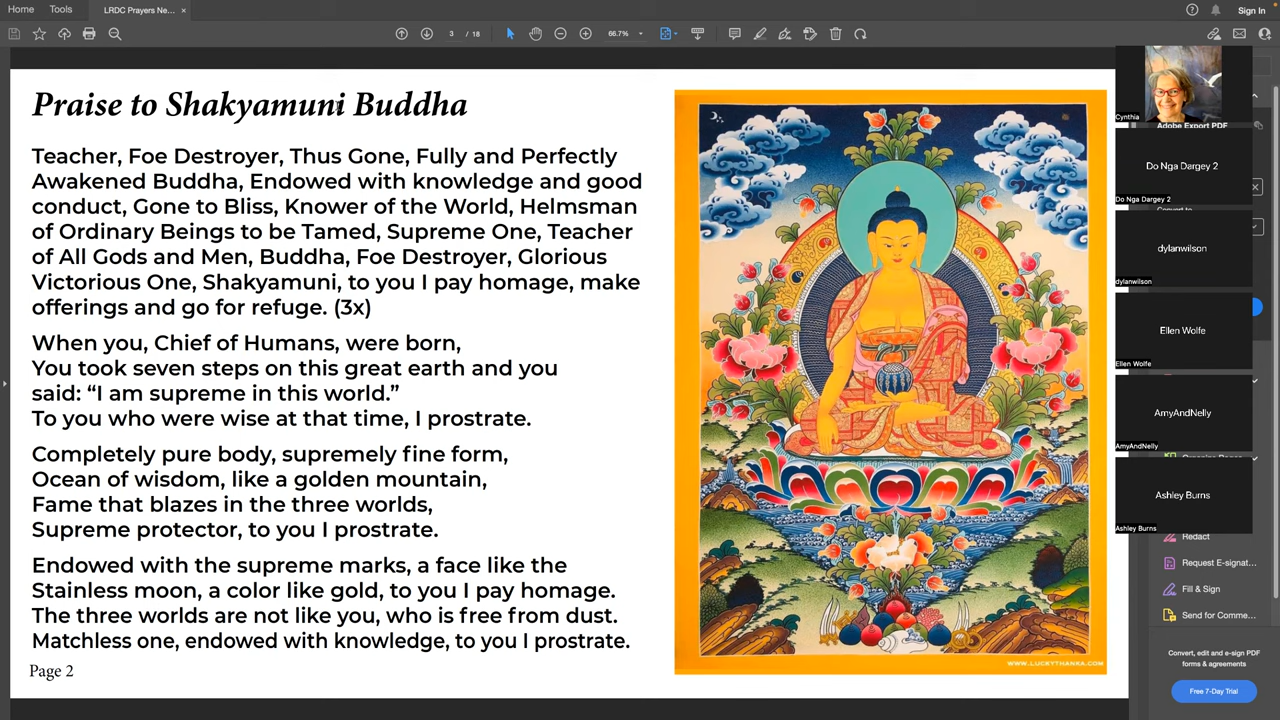 Home
Tools
LRDC Prayers Ne...
Sign In
3 / 18
66.7%
Praise to Shakyamuni Buddha
Teacher, Foe Destroyer, Thus Gone, Fully and Perfectly
Awakened Buddha, Endowed with knowledge and good
conduct, Gone to Bliss, Knower of the World, Helmsman
of Ordinary Beings to be Tamed, Supreme One, Teacher
of All Gods and Men, Buddha, Foe Destroyer, Glorious
Victorious One, Shakyamuni, to you I pay homage, make
offerings and go for refuge. (3x)
When you, Chief of Humans, were born,
You took seven steps on this great earth and you
said: “I am supreme in this world.”
To you who were wise at that time, I prostrate.
Completely pure body, supremely fine form,
Ocean of wisdom, like a golden mountain,
Fame that blazes in the three worlds,
Supreme protector, to you I prostrate.
Endowed with the supreme marks, a face like the
Stainless moon, a color like gold, to you I pay homage.
The three worlds are not like you, who is free from dust.
Matchless one, endowed with knowledge, to you I prostrate.
Page 2
WWW.LUCKYTHANKA.COM
Cynthia
Adobe Export PDF
Do Nga Dargey 2
Do Nga Dargey 2
dylanwilson
dylanwilson
Ellen Wolfe
Ellen Wolfe
AmyAndNelly
AmyAndNelly
Ashley Burns
Ashley Burns
Redact
Request E-signat...
Fill & Sign
Send for Comme...
Convert, edit and e-sign PDF
forms & agreements
Free 7-Day Trial